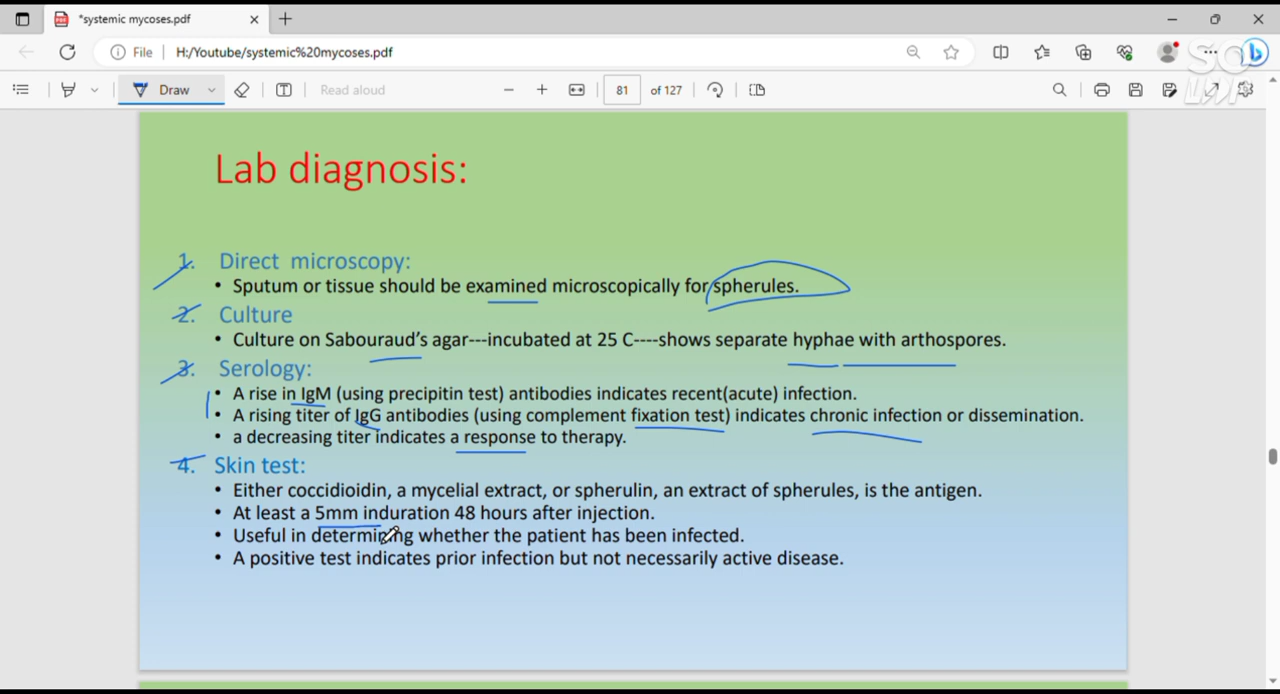 *systemic mycoses.pdf
File | H:/Youtube/systemic%20mycoses.pdf
Draw
Read aloud
81 of 127
Lab diagnosis:
1. Direct microscopy:
• Sputum or tissue should be examined microscopically for spherules.
2. Culture
• Culture on Sabouraud's agar---incubated at 25 C----shows separate hyphae with arthospores.
3. Serology:
• A rise in IgM (using precipitin test) antibodies indicates recent(acute) infection.
• A rising titer of IgG antibodies (using complement fixation test) indicates chronic infection or dissemination.
• a decreasing titer indicates a response to therapy.
4. Skin test:
• Either coccidioidin, a mycelial extract, or spherulin, an extract of spherules, is the antigen.
• At least a 5mm induration 48 hours after injection.
• Useful in determining whether the patient has been infected.
• A positive test indicates prior infection but not necessarily active disease.